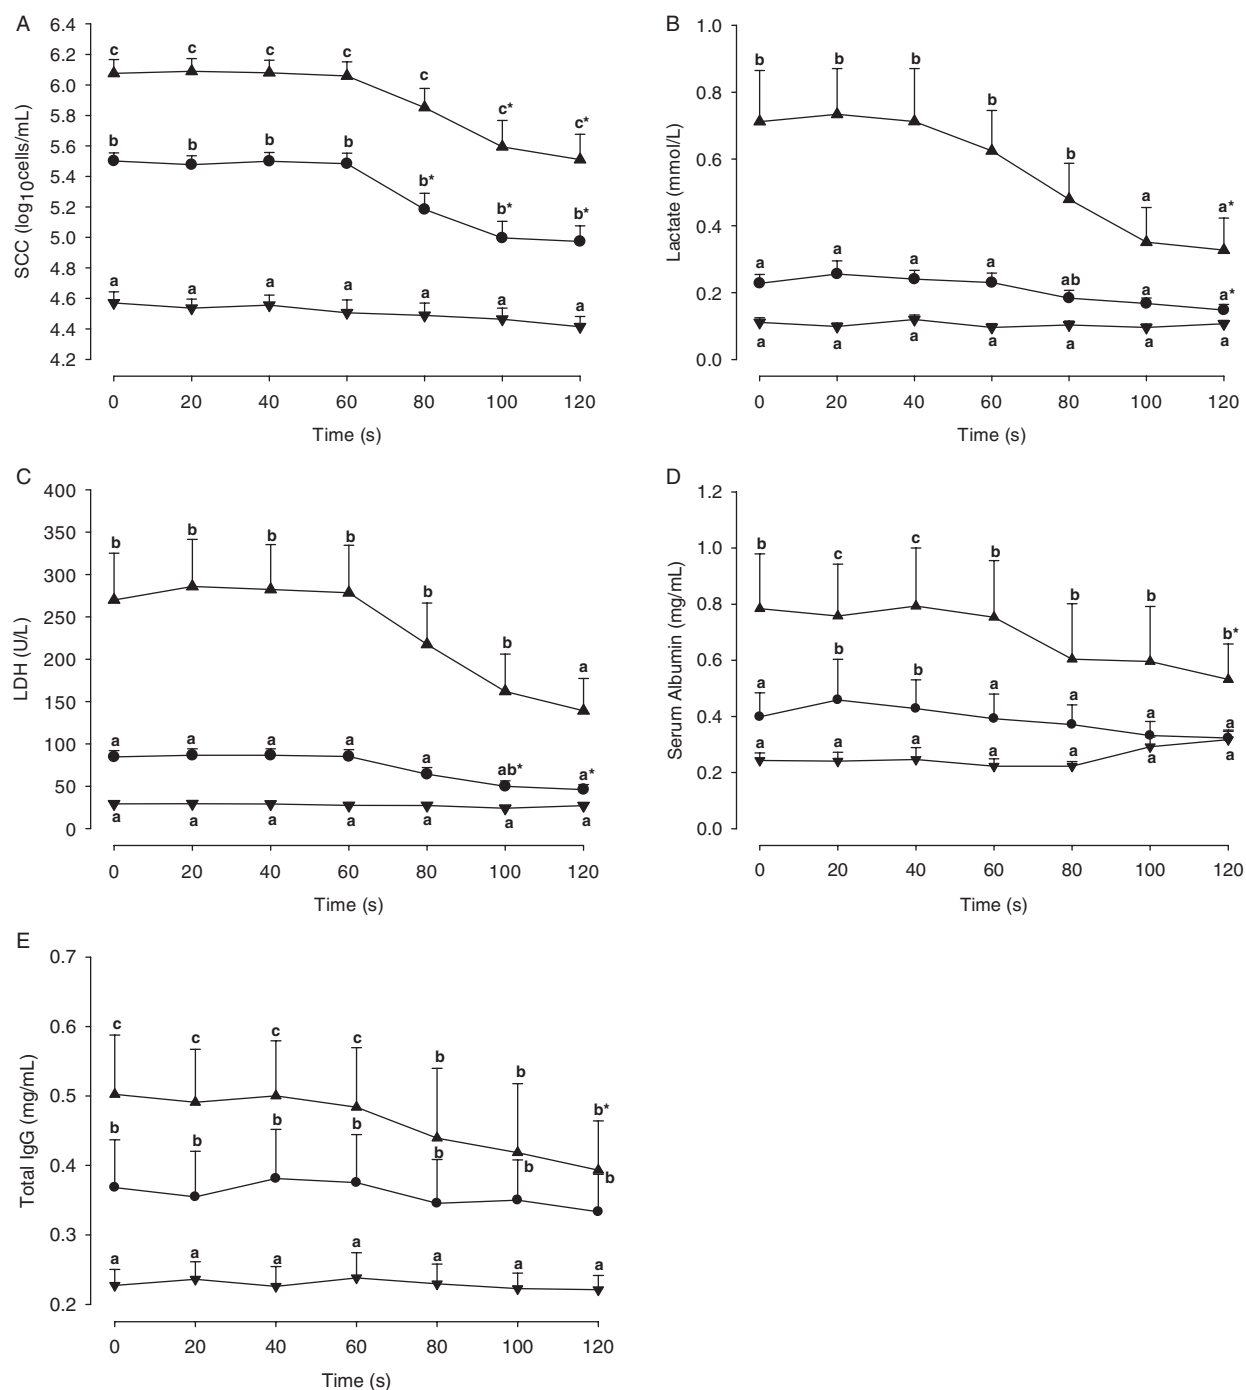 A
SCC (log10cells/mL)
6.4
6.2
6.0
5.8
5.6
5.4
5.2
5.0
4.8
4.6
4.4
4.2
c c c c c c* c*
b b b b b* b* b*
a a a a a a a
0 20 40 60 80 100 120
Time (s)
B
Lactate (mmol/L)
1.0
0.8
0.6
0.4
0.2
0.0
b b b b b a a*
a a a a ab a a*
a a a a a a a
0 20 40 60 80 100 120
Time (s)
C
LDH (U/L)
400
350
300
250
200
150
100
50
0
b b b b b b a
a a a a a ab* a*
a a a a a a a
0 20 40 60 80 100 120
Time (s)
D
Serum Albumin (mg/mL)
1.2
1.0
0.8
0.6
0.4
0.2
0.0
b c c b b b b*
a b b a a a a
a a a a a a a
0 20 40 60 80 100 120
Time (s)
E
Total IgG (mg/mL)
0.7
0.6
0.5
0.4
0.3
0.2
c c c c b b b*
b b b b b b b
a a a a a a a
0 20 40 60 80 100 120
Time (s)